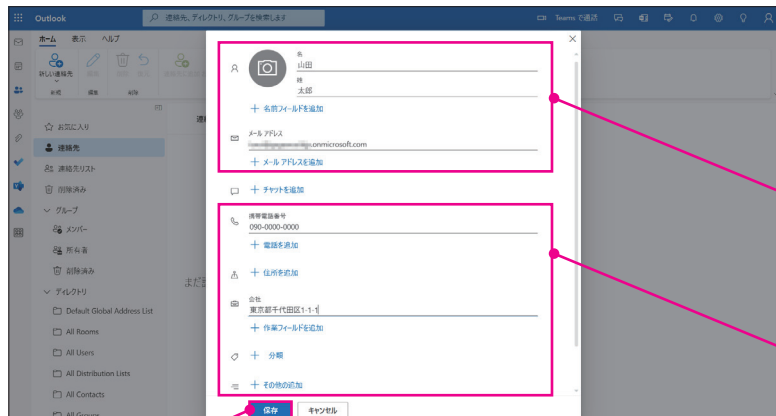 Outlook
連絡先、ディレクトリ、グループを検索します
Teams で通話
ホーム 表示 ヘルプ
新しい連絡先
新規 編集 削除
お気に入り
連絡先
連絡先リスト
削除済み
グループ
メンバー
所有者
削除済み
ディレクトリ
Default Global Address List
All Rooms
All Users
All Distribution Lists
All Contacts
All Groups
まだ
名
山田
姓
太郎
名前フィールドを追加
メール アドレス
.onmicrosoft.com
メール アドレスを追加
チャットを追加
携帯電話番号
090-0000-0000
電話を追加
住所を追加
会社
東京都千代田区1-1-1
作業フィールドを追加
分類
その他の追加
保存 キャンセル